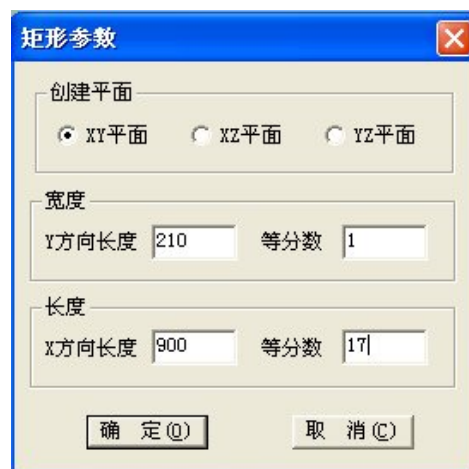 矩形参数
创建平面
XY平面 XZ平面 YZ平面
宽度
Y方向长度 210 等分数 1
长度
X方向长度 900 等分数 17
确 定(O) 取 消(C)